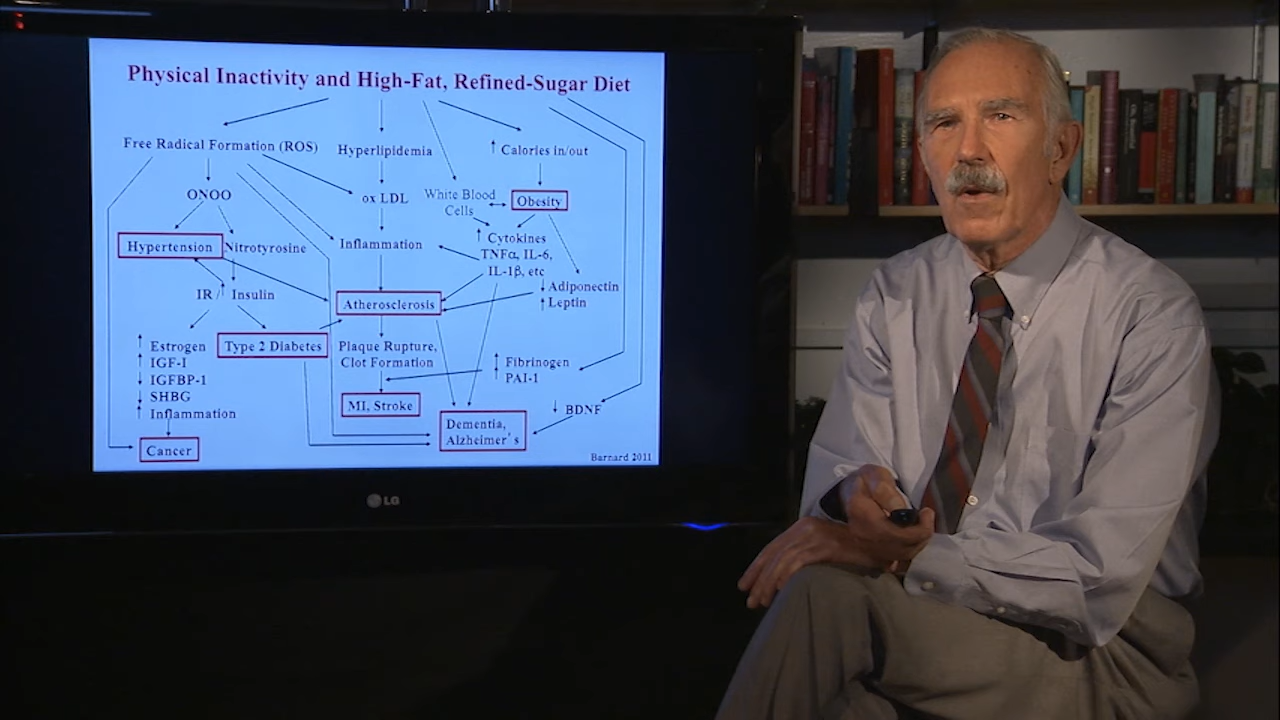 Physical Inactivity and High-Fat, Refined-Sugar Diet
Free Radical Formation (ROS)
Hyperlipidemia
↑ Calories in/out
ONOO
ox LDL
White Blood
Cells
Obesity
Hypertension
Nitrotyrosine
Inflammation
↑ Cytokines
TNFα, IL-6,
IL-1β, etc
IR / ↑ Insulin
Atherosclerosis
↓ Adiponectin
↑ Leptin
↑ Estrogen
↑ IGF-I
↓ IGFBP-1
↓ SHBG
↑ Inflammation
Type 2 Diabetes
Plaque Rupture,
Clot Formation
↑ Fibrinogen
↑ PAI-1
MI, Stroke
↓ BDNF
Dementia,
Alzheimer's
Cancer
Barnard 2011
LG